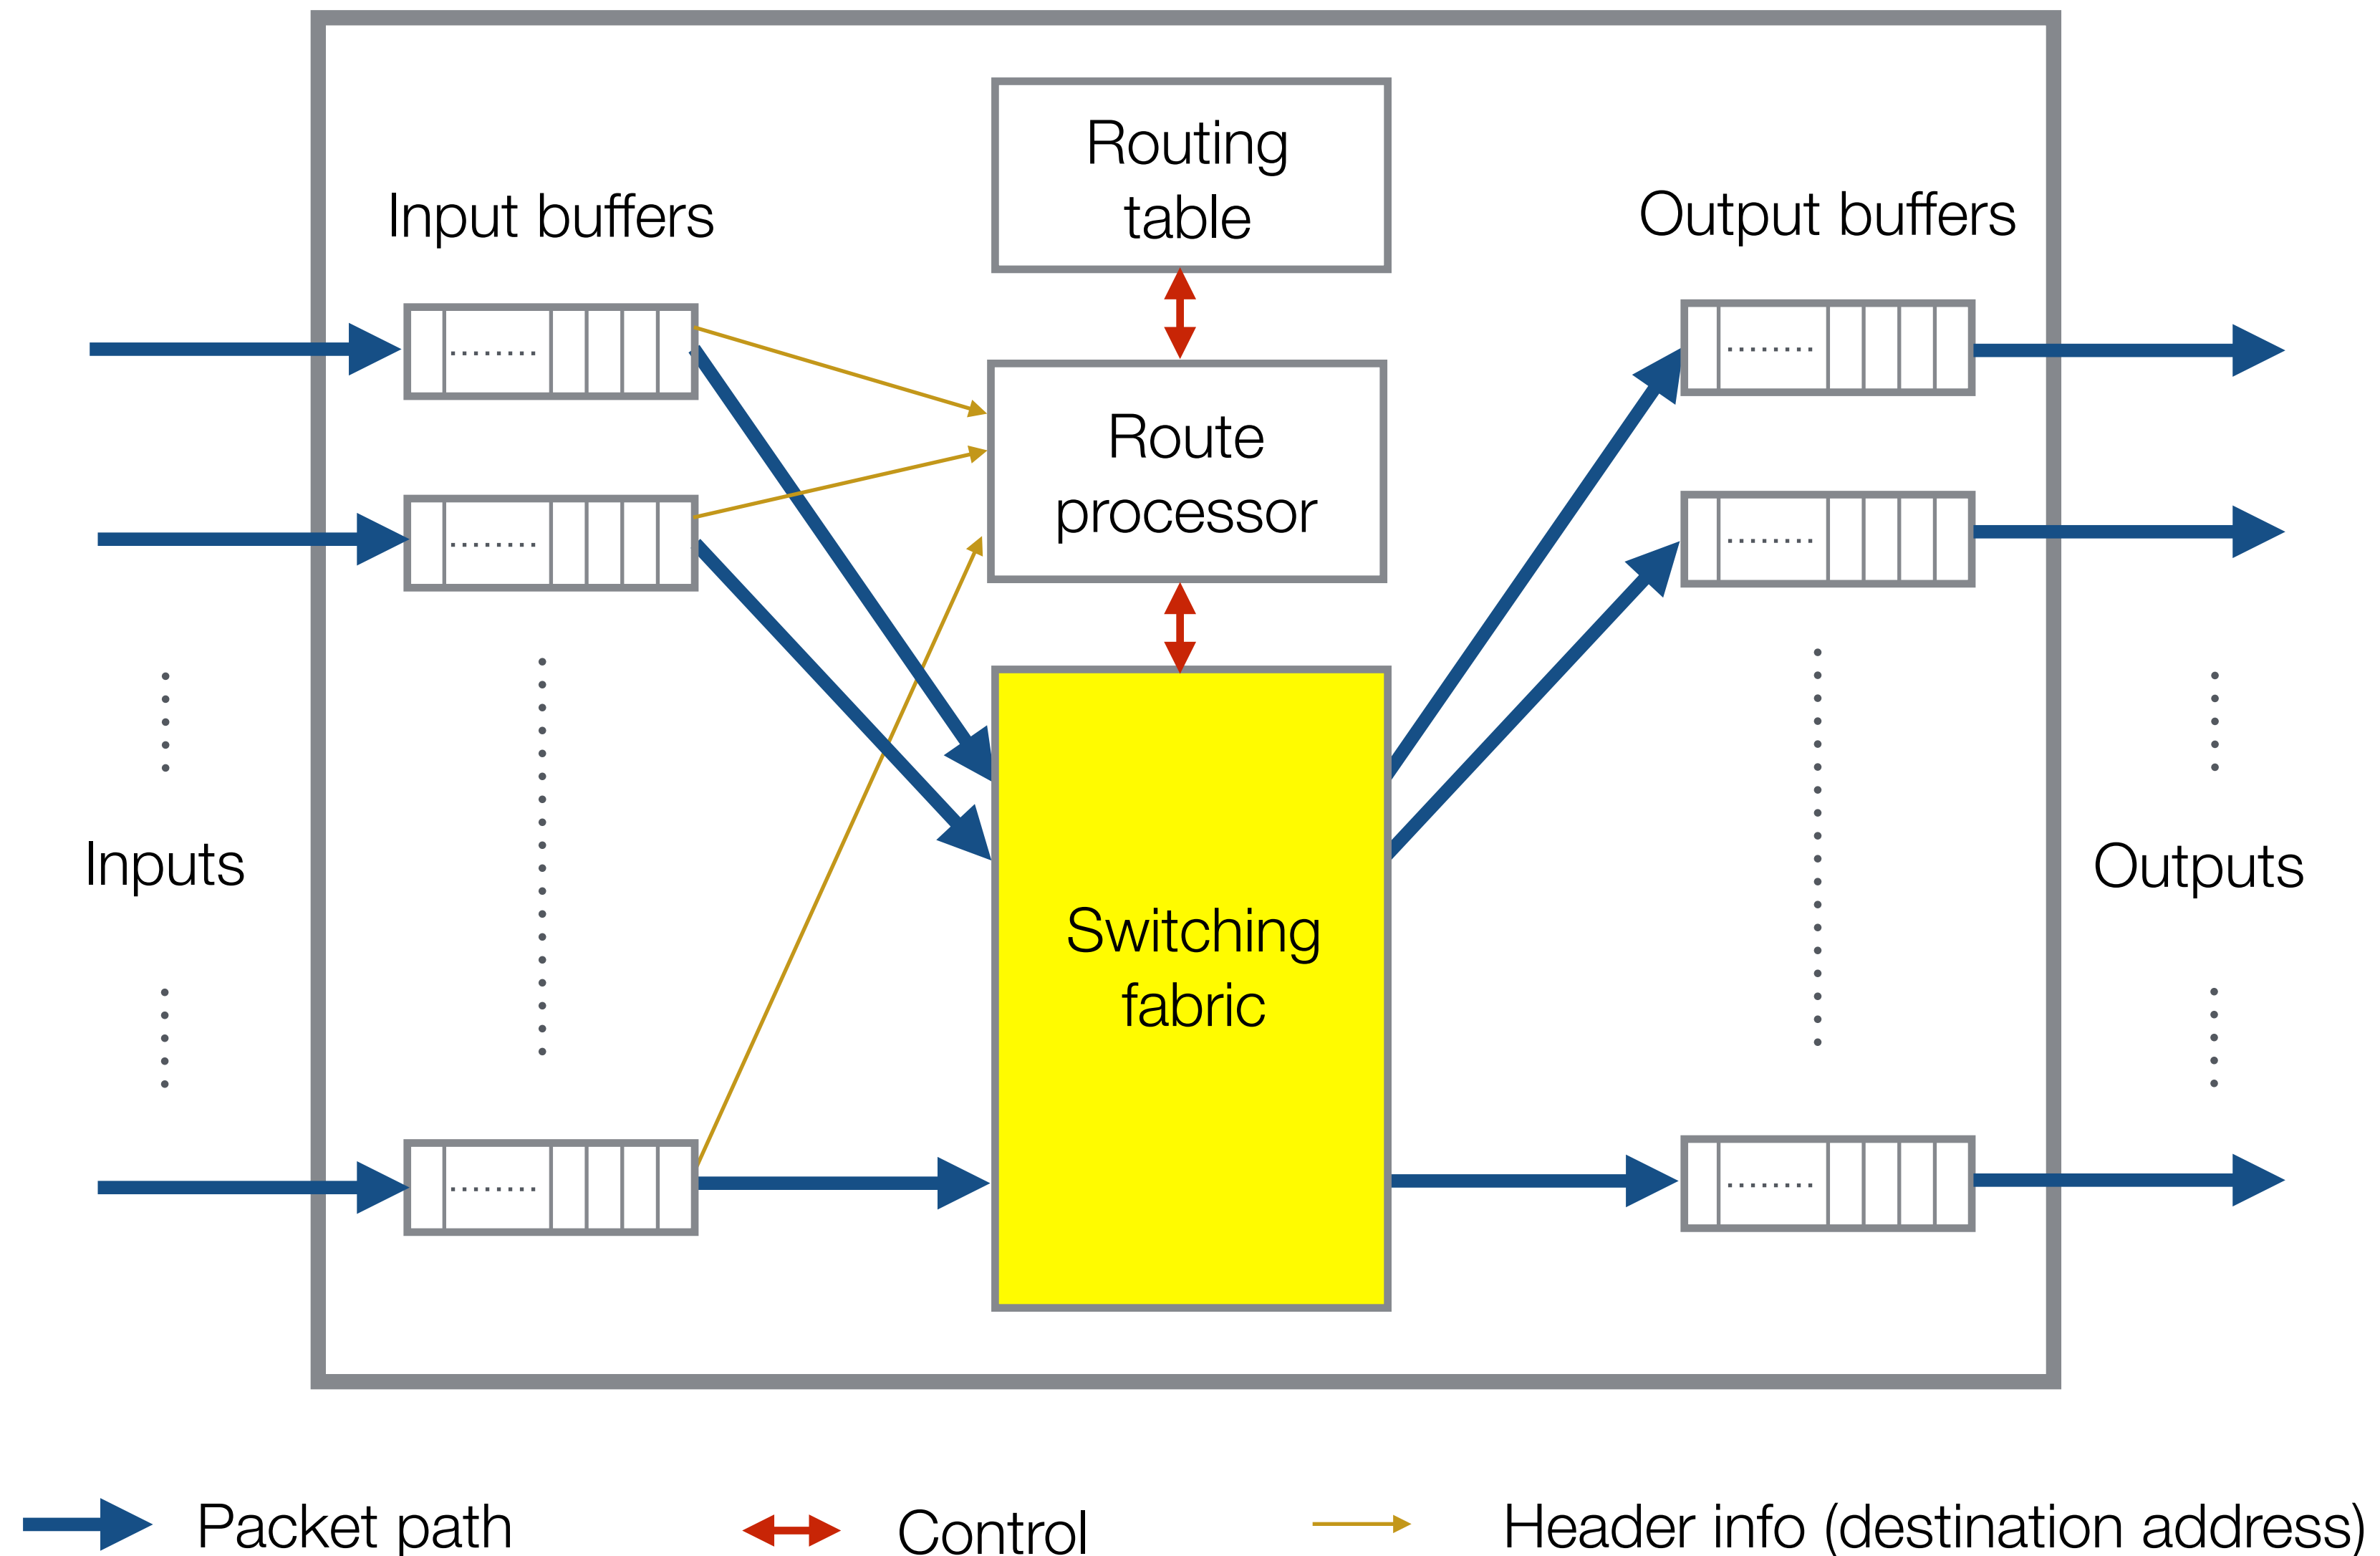 Routing
table
Input buffers
Output buffers
Route
processor
Inputs
Outputs
Switching
fabric
Packet path
Control
Header info (destination address)